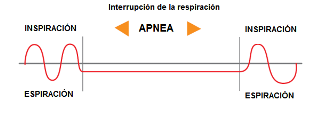 Interrupción de la respiración
INSPIRACIÓN APNEA INSPIRACIÓN
ESPIRACIÓN ESPIRACIÓN